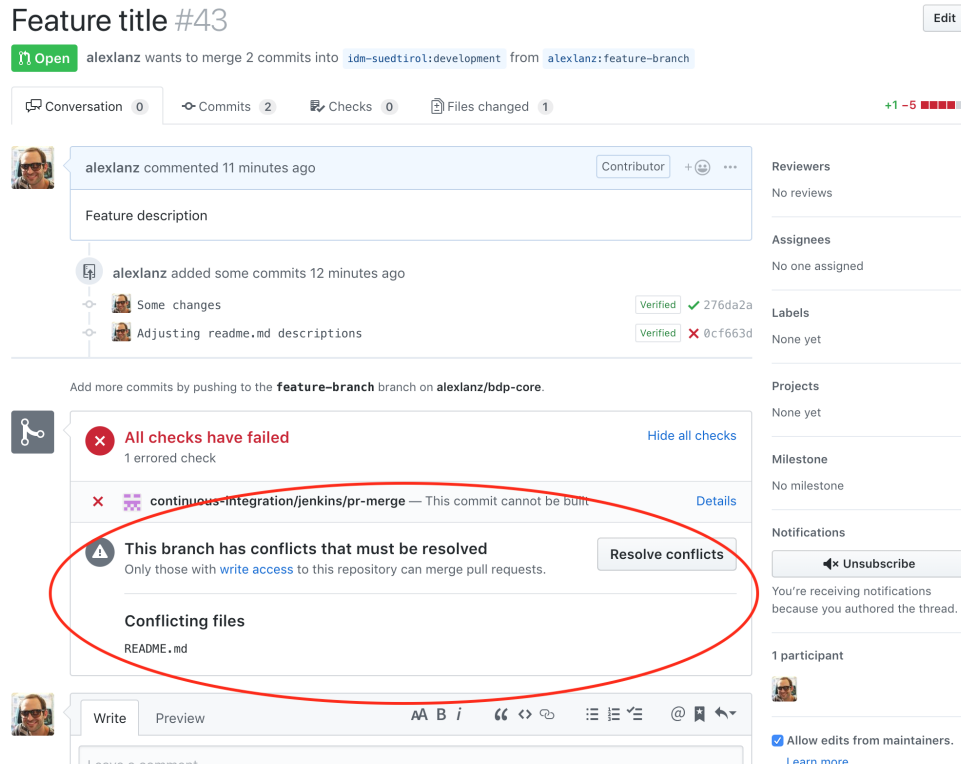 Feature title #43
Edit
Open alexlanz wants to merge 2 commits into idm-suedtirol:development from alexlanz:feature-branch
Conversation 0 Commits 2 Checks 0 Files changed 1 +1 −5
alexlanz commented 11 minutes ago Contributor
Feature description
alexlanz added some commits 12 minutes ago
Some changes Verified 276da2a
Adjusting readme.md descriptions Verified 0cf663d
Add more commits by pushing to the feature-branch branch on alexlanz/bdp-core.
All checks have failed Hide all checks
1 errored check
continuous-integration/jenkins/pr-merge — This commit cannot be built Details
This branch has conflicts that must be resolved
Only those with write access to this repository can merge pull requests.
Resolve conflicts
Conflicting files
README.md
Write Preview AA B i
Leave a comment
Reviewers
No reviews
Assignees
No one assigned
Labels
None yet
Projects
None yet
Milestone
No milestone
Notifications
Unsubscribe
You're receiving notifications
because you authored the thread.
1 participant
Allow edits from maintainers.
Learn more